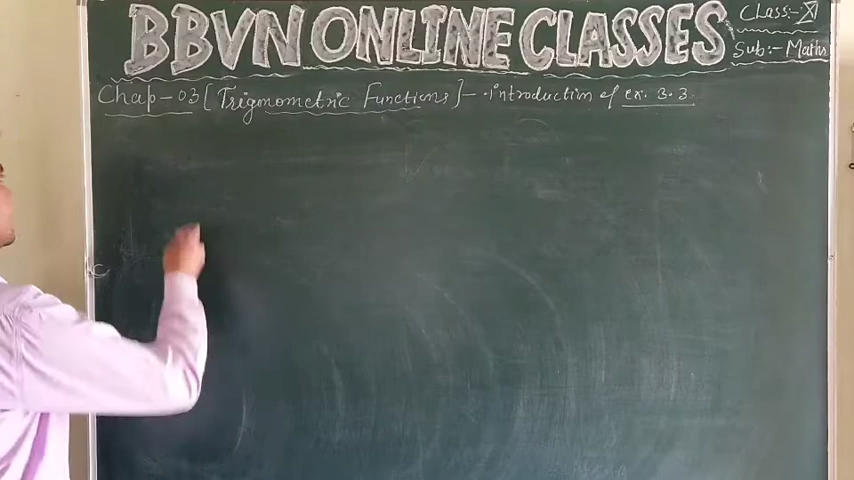 BBVN ONLINE CLASSES
Class:- XI
Sub:- Maths
Chap-03 [Trigonometric Functions] - introduction of ex. 3.3